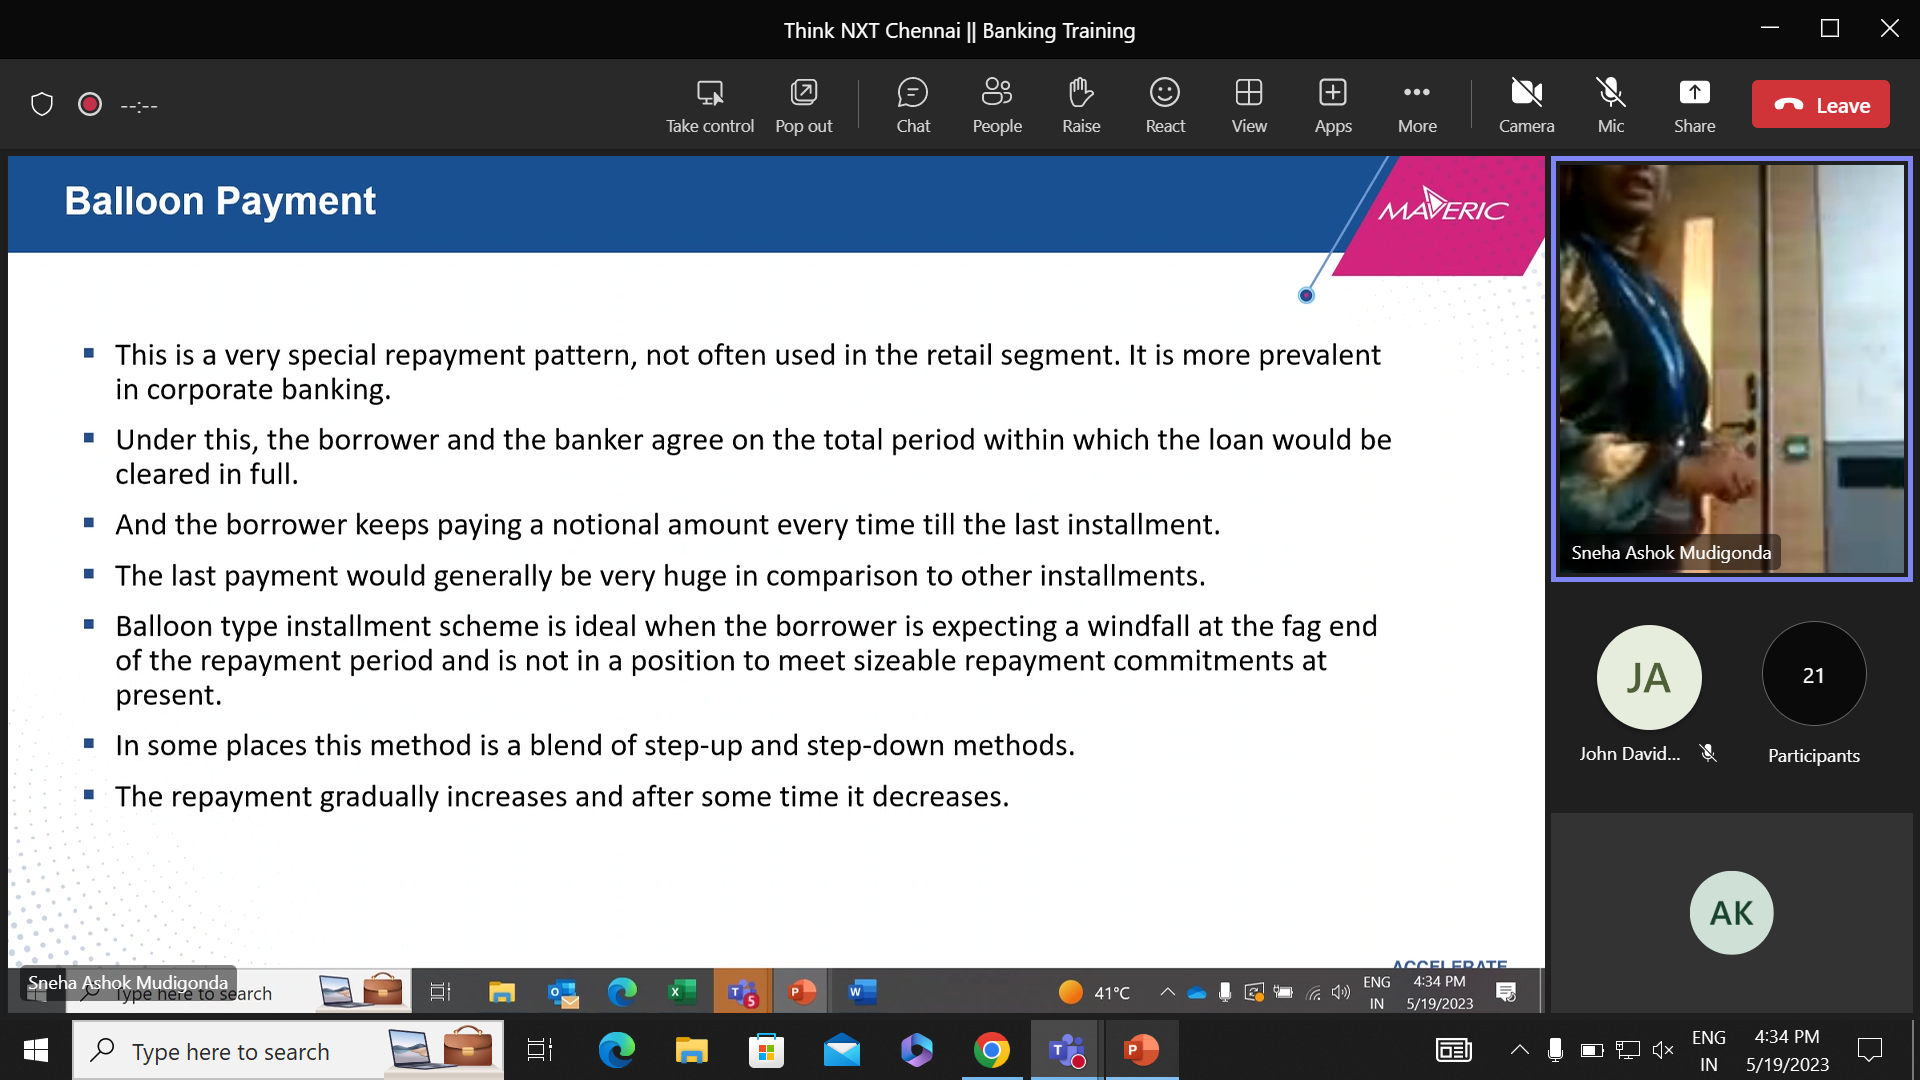 Think NXT Chennai || Banking Training
--:--
Take control
Pop out
Chat
People
Raise
React
View
Apps
More
Camera
Mic
Share
Leave
Balloon Payment
MAVERIC
This is a very special repayment pattern, not often used in the retail segment. It is more prevalent
in corporate banking.
Under this, the borrower and the banker agree on the total period within which the loan would be
cleared in full.
And the borrower keeps paying a notional amount every time till the last installment.
The last payment would generally be very huge in comparison to other installments.
Balloon type installment scheme is ideal when the borrower is expecting a windfall at the fag end
of the repayment period and is not in a position to meet sizeable repayment commitments at
present.
In some places this method is a blend of step-up and step-down methods.
The repayment gradually increases and after some time it decreases.
ACCELERATE
Sneha Ashok Mudigonda
JA
John David...
21
Participants
AK
Sneha Ashok Mudigonda
Type here to search
5
41°C
ENG
IN
4:34 PM
5/19/2023
Type here to search
ENG
IN
4:34 PM
5/19/2023